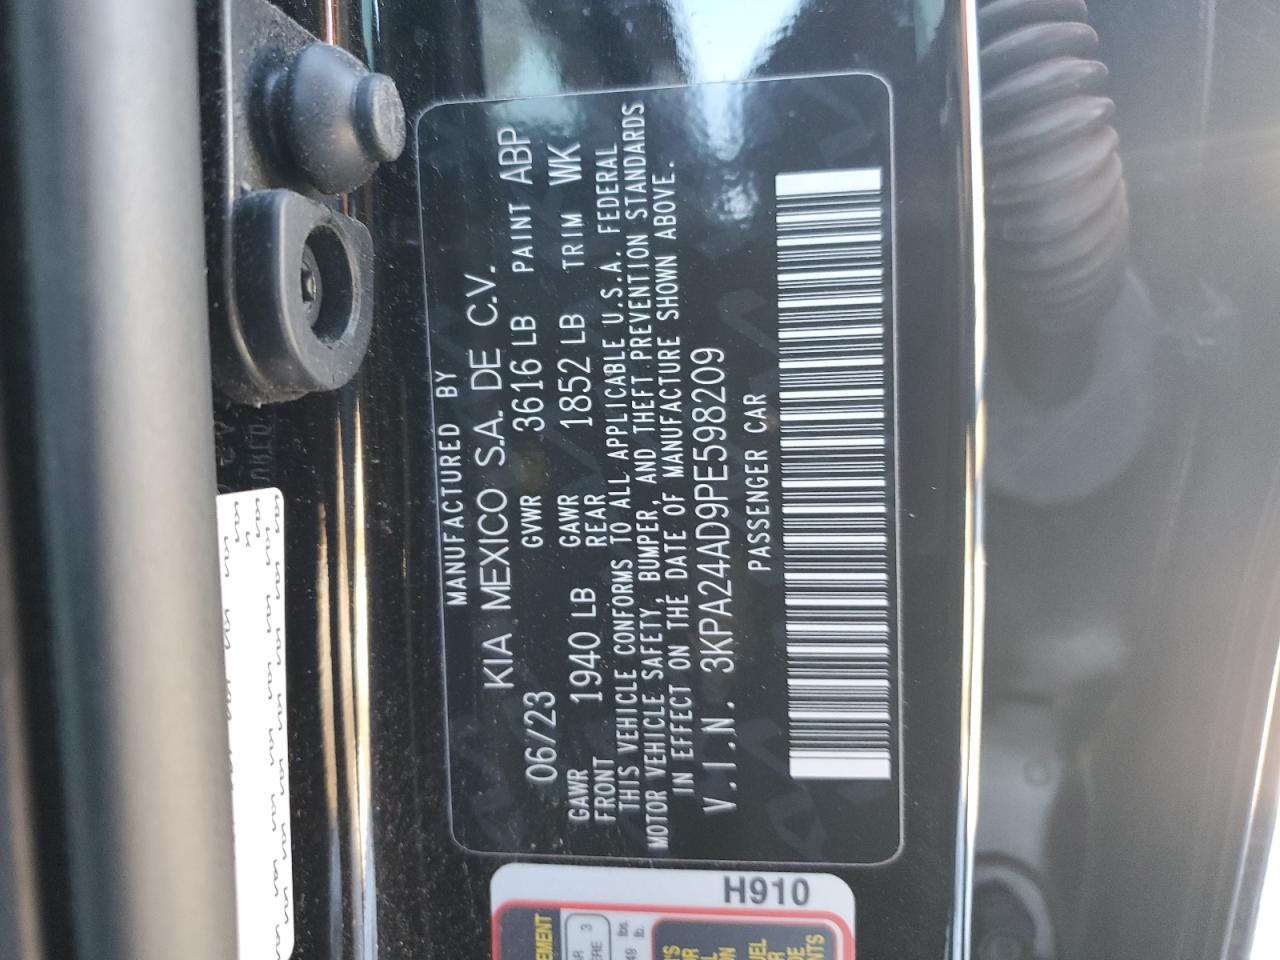 MANUFACTURED BY
KIA MEXICO S.A. DE C.V.
06/23 GVWR 3616 LB PAINT ABP
GAWR FRONT 1940 LB GAWR REAR 1852 LB TRIM WK
THIS VEHICLE CONFORMS TO ALL APPLICABLE U.S.A. FEDERAL
MOTOR VEHICLE SAFETY, BUMPER, AND THEFT PREVENTION STANDARDS
IN EFFECT ON THE DATE OF MANUFACTURE SHOWN ABOVE.
V.I.N. 3KPA24AD9PE598209
PASSENGER CAR
H910